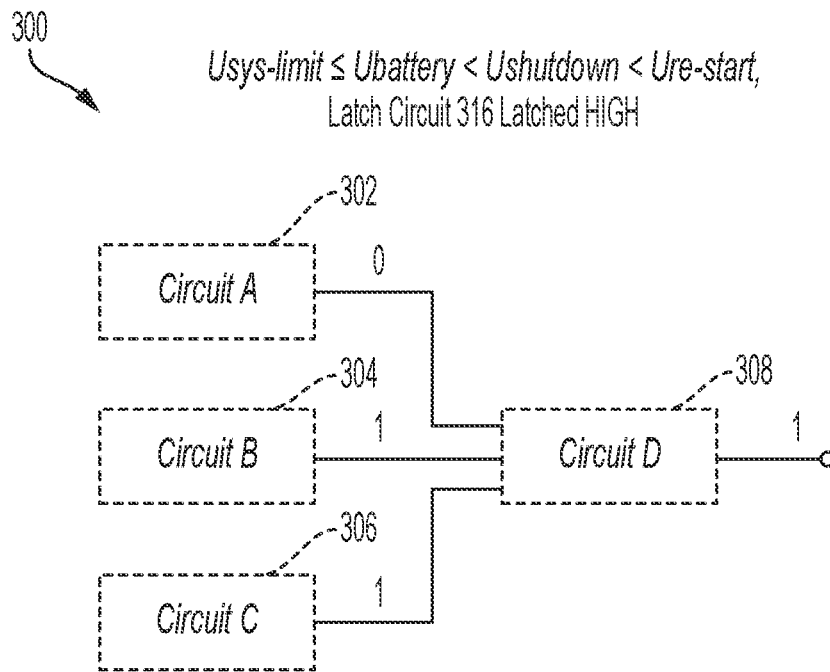 300
Usys-limit ≤ Ubattery < Ushutdown < Ure-start,
Latch Circuit 316 Latched HIGH
302
Circuit A
0
304
Circuit B
1
308
Circuit D
1
306
Circuit C
1